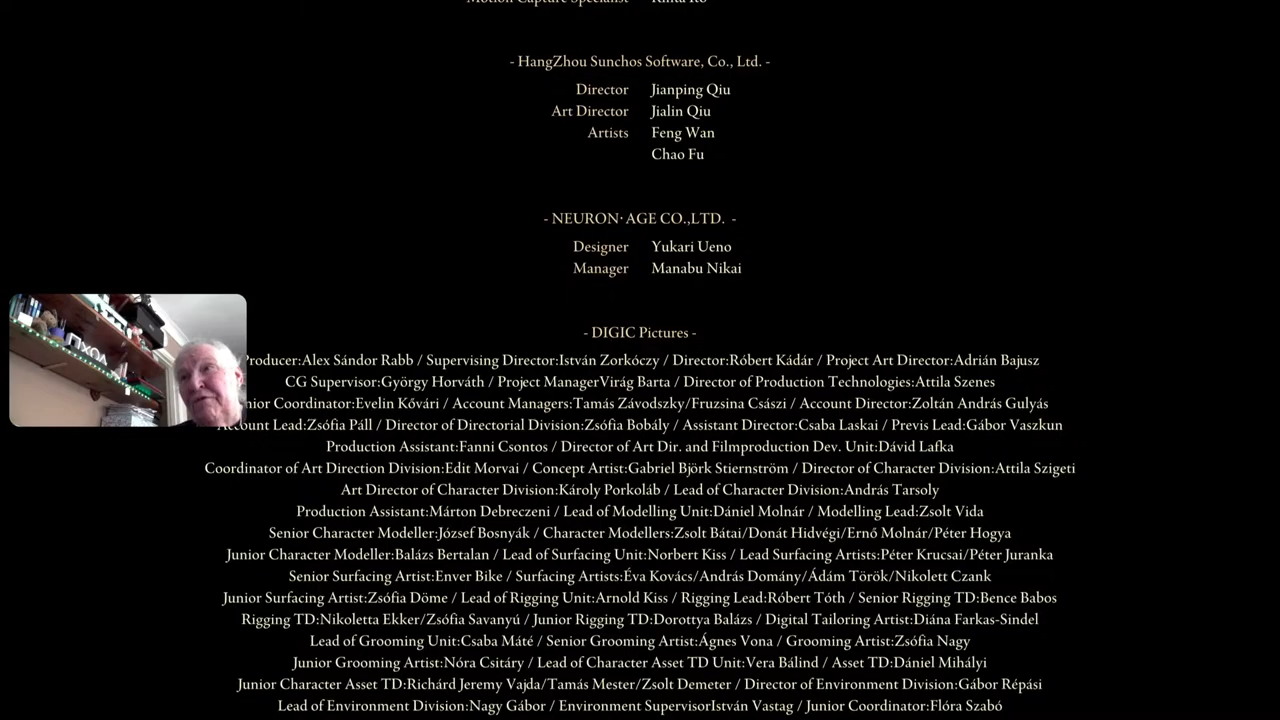 - HangZhou Sunchos Software, Co., Ltd. -
Director Jianping Qiu
Art Director Jialin Qiu
Artists Feng Wan
Chao Fu
- NEURON·AGE CO.,LTD. -
Designer Yukari Ueno
Manager Manabu Nikai
- DIGIC Pictures -
Producer:Alex Sándor Rabb / Supervising Director:István Zorkóczy / Director:Róbert Kádár / Project Art Director:Adrián Bajusz
CG Supervisor:György Horváth / Project ManagerVirág Barta / Director of Production Technologies:Attila Szenes
Coordinator:Evelin Kővári / Account Managers:Tamás Závodszky/Fruzsina Császi / Account Director:Zoltán András Gulyás
Account Lead:Zsófia Páll / Director of Directorial Division:Zsófia Bobály / Assistant Director:Csaba Laskai / Previs Lead:Gábor Vaszkun
Production Assistant:Fanni Csontos / Director of Art Dir. and Filmproduction Dev. Unit:Dávid Lafka
Coordinator of Art Direction Division:Edit Morvai / Concept Artist:Gabriel Björk Stiernström / Director of Character Division:Attila Szigeti
Art Director of Character Division:Károly Porkoláb / Lead of Character Division:András Tarsoly
Production Assistant:Márton Debreczeni / Lead of Modelling Unit:Dániel Molnár / Modelling Lead:Zsolt Vida
Senior Character Modeller:József Bosnyák / Character Modellers:Zsolt Bátai/Donát Hidvégi/Ernő Molnár/Péter Hogya
Junior Character Modeller:Balázs Bertalan / Lead of Surfacing Unit:Norbert Kiss / Lead Surfacing Artists:Péter Krucsai/Péter Juranka
Senior Surfacing Artist:Enver Bike / Surfacing Artists:Éva Kovács/András Domány/Ádám Török/Nikolett Czank
Junior Surfacing Artist:Zsófia Döme / Lead of Rigging Unit:Arnold Kiss / Rigging Lead:Róbert Tóth / Senior Rigging TD:Bence Babos
Rigging TD:Nikoletta Ekker/Zsófia Savanyú / Junior Rigging TD:Dorottya Balázs / Digital Tailoring Artist:Diána Farkas-Sindel
Lead of Grooming Unit:Csaba Máté / Senior Grooming Artist:Ágnes Vona / Grooming Artist:Zsófia Nagy
Junior Grooming Artist:Nóra Csitáry / Lead of Character Asset TD Unit:Vera Bálind / Asset TD:Dániel Mihályi
Junior Character Asset TD:Richárd Jeremy Vajda/Tamás Mester/Zsolt Demeter / Director of Environment Division:Gábor Répási
Lead of Environment Division:Nagy Gábor / Environment SupervisorIstván Vastag / Junior Coordinator:Flóra Szabó